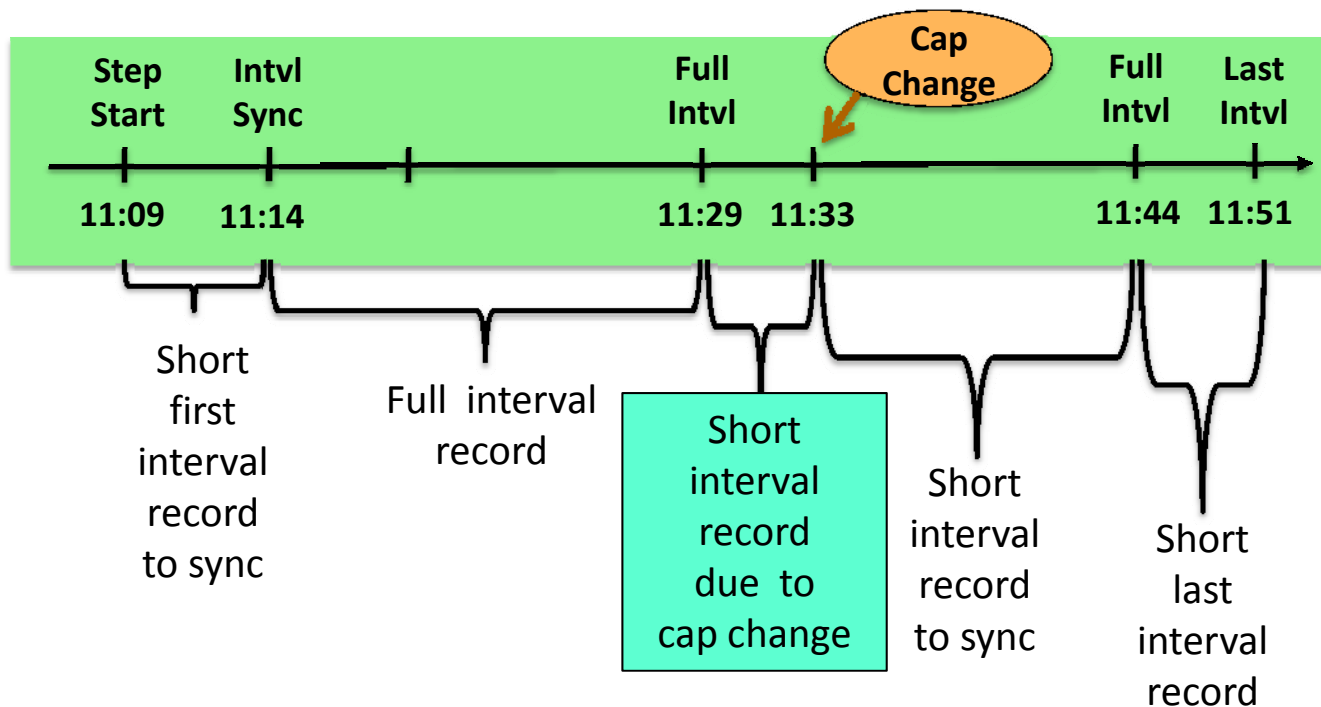 Cap
Change
Step
Start
Intvl
Sync
Full
Intvl
Full
Intvl
Last
Intvl
11:09
11:14
11:29
11:33
11:44
11:51
Short
first
interval
record
to sync
Full interval
record
Short
interval
record
due to
cap change
Short
interval
record
to sync
Short
last
interval
record